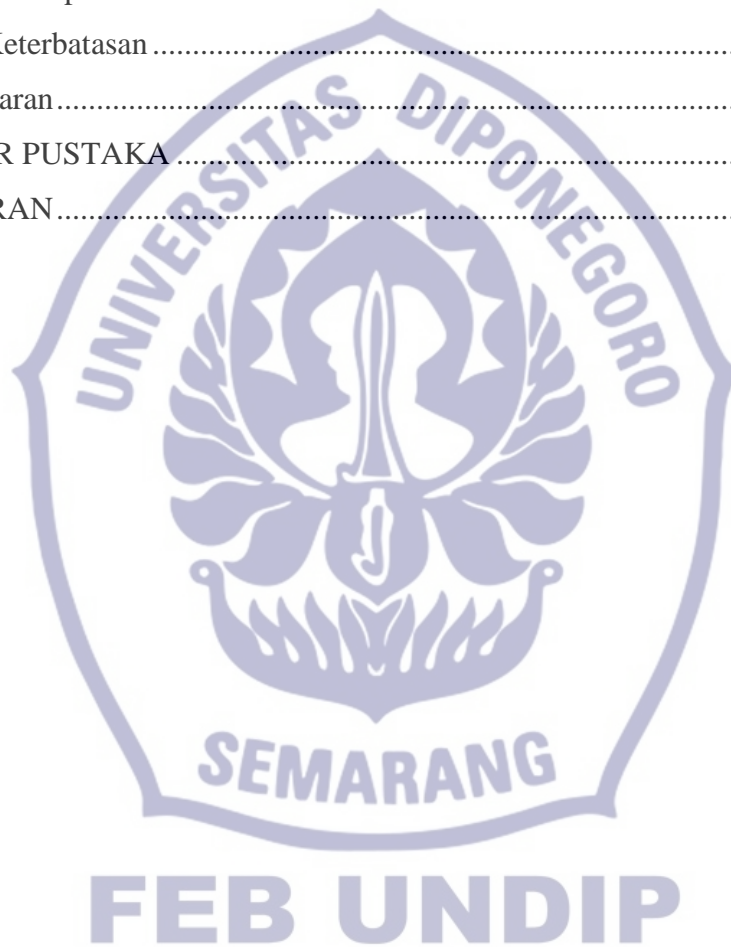 Keterbatasan ........................................................................
aran ........................................................................
R PUSTAKA ........................................................................
RAN ........................................................................
UNIVERSITAS DIPONEGORO
SEMARANG
FEB UNDIP